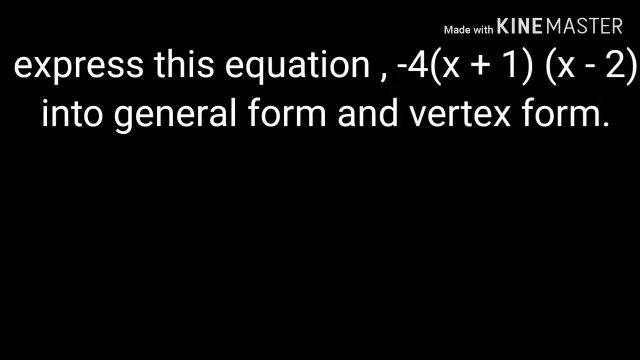 Made with KINEMASTER
express this equation , -4(x + 1) (x - 2)
into general form and vertex form.